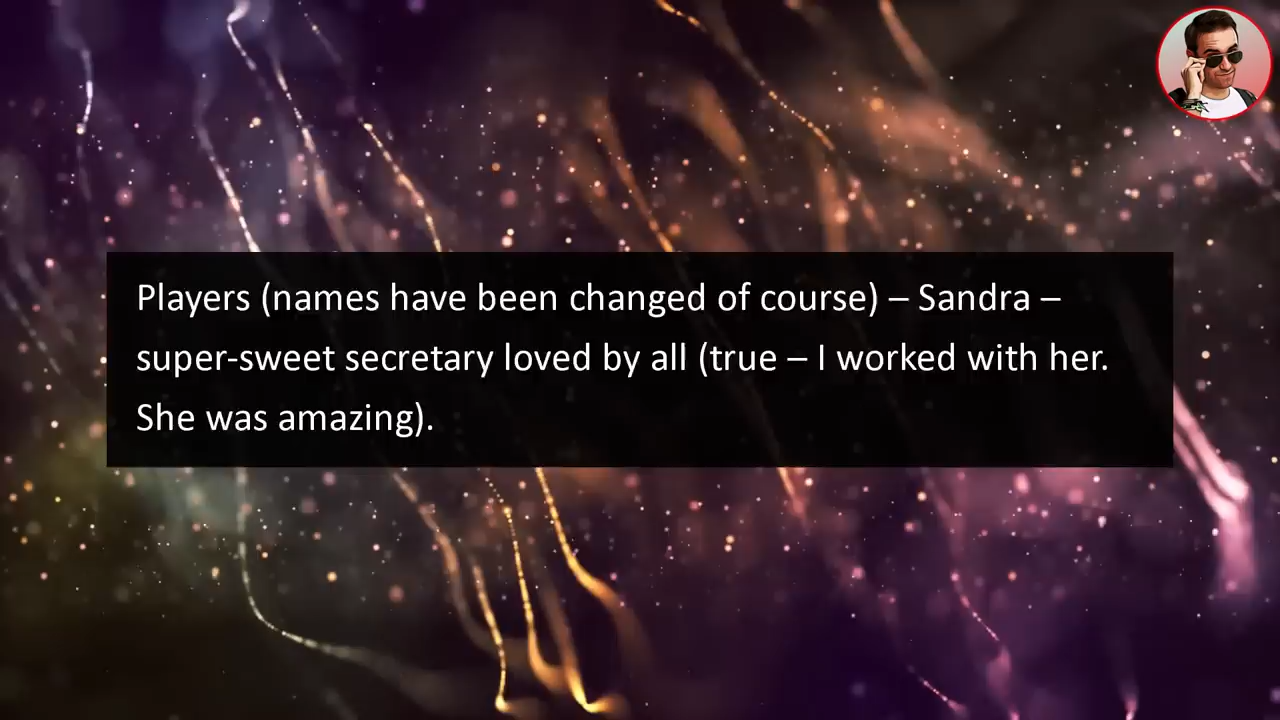 Players (names have been changed of course) – Sandra –
super-sweet secretary loved by all (true – I worked with her.
She was amazing).